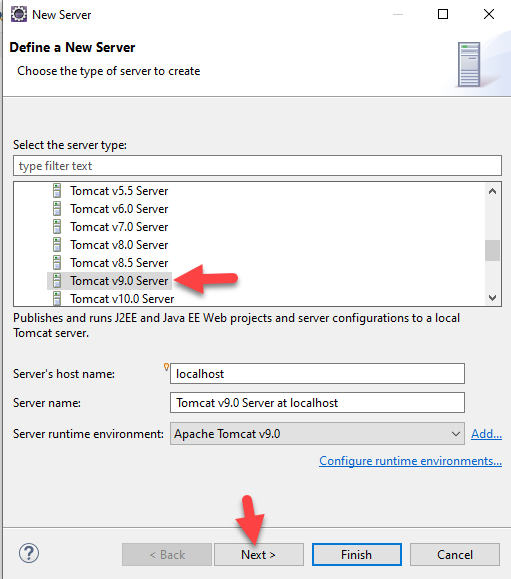 New Server
Define a New Server
Choose the type of server to create
Select the server type:
type filter text
Tomcat v5.5 Server
Tomcat v6.0 Server
Tomcat v7.0 Server
Tomcat v8.0 Server
Tomcat v8.5 Server
Tomcat v9.0 Server
Tomcat v10.0 Server
Publishes and runs J2EE and Java EE Web projects and server configurations to a local
Tomcat server.
Server's host name: localhost
Server name: Tomcat v9.0 Server at localhost
Server runtime environment: Apache Tomcat v9.0 Add...
Configure runtime environments...
? < Back Next > Finish Cancel